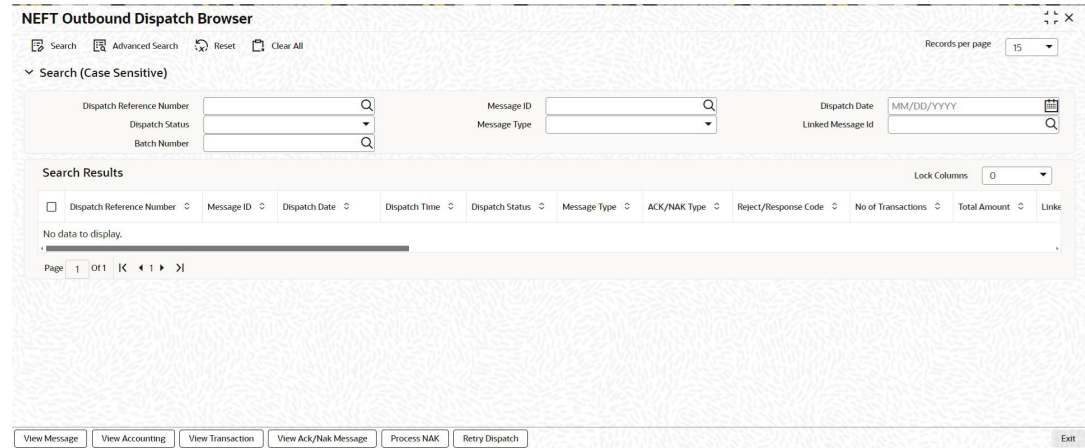 NEFT Outbound Dispatch Browser
Search Advanced Search Reset Clear All Records per page 15
Search (Case Sensitive)
Dispatch Reference Number Message ID Dispatch Date MM/DD/YYYY
Dispatch Status Message Type Linked Message Id
Batch Number
Search Results Lock Columns 0
Dispatch Reference Number Message ID Dispatch Date Dispatch Time Dispatch Status Message Type ACK/NAK Type Reject/Response Code No of Transactions Total Amount Linke
No data to display.
Page 1 Of 1 1
View Message View Accounting View Transaction View Ack/Nak Message Process NAK Retry Dispatch Exit